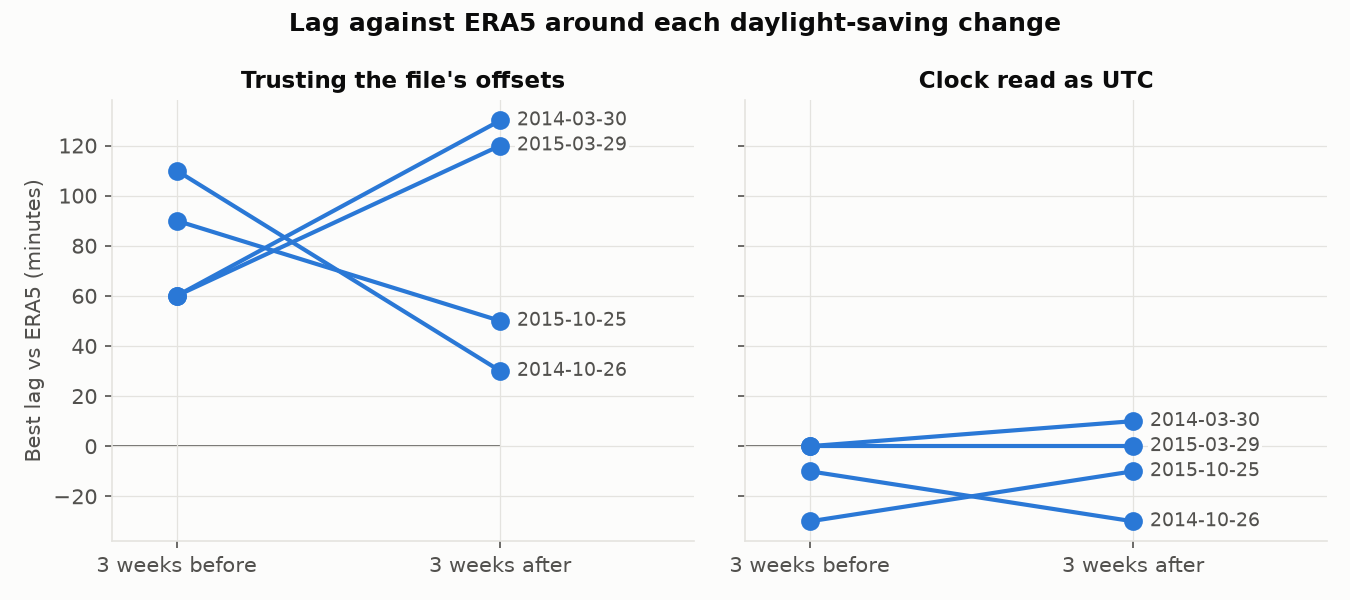 Lag against ERA5 around each daylight-saving change
Trusting the file's offsets
Best lag vs ERA5 (minutes)
120
100
80
60
40
20
0
−20
2014-03-30
2015-03-29
2015-10-25
2014-10-26
3 weeks before
3 weeks after
Clock read as UTC
2014-03-30
2015-03-29
2015-10-25
2014-10-26
3 weeks before
3 weeks after